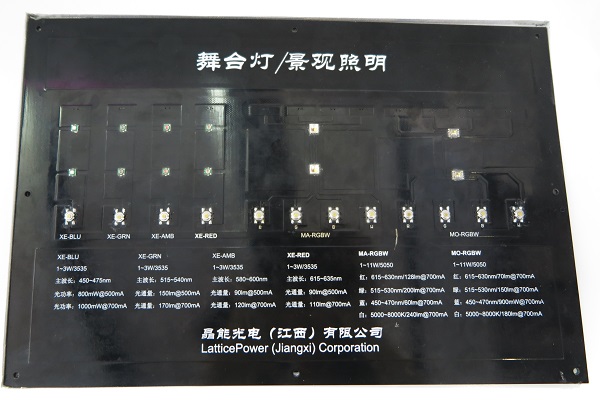 舞台灯/景观照明
XE-BLU XE-GRN XE-AMB XE-RED MA-RGBW MO-RGBW
XE-BLU
1~3W/3535
主波长：450~475nm
光功率：800mW@500mA
光功率：1000mW@700mA
XE-GRN
1~3W/3535
主波长：515~540nm
光通量：150lm@500mA
光通量：170lm@700mA
XE-AMB
1~3W/3535
主波长：580~600nm
光通量：90lm@500mA
光通量：120lm@700mA
XE-RED
1~3W/3535
主波长：615~635nm
光通量：90lm@500mA
光通量：110lm@700mA
MA-RGBW
1~11W/5050
红：615~630nm/128lm@700mA
绿：515~530nm/200lm@700mA
蓝：450~470nm/60lm@700mA
白：5000~8000K/240lm@700mA
MO-RGBW
1~11W/5050
红：615~630nm/70lm@700mA
绿：515~530nm/150lm@700mA
蓝：450~470nm/900mW@700mA
白：5000~8000K/180lm@700mA
晶能光电（江西）有限公司
LatticePower (Jiangxi) Corporation